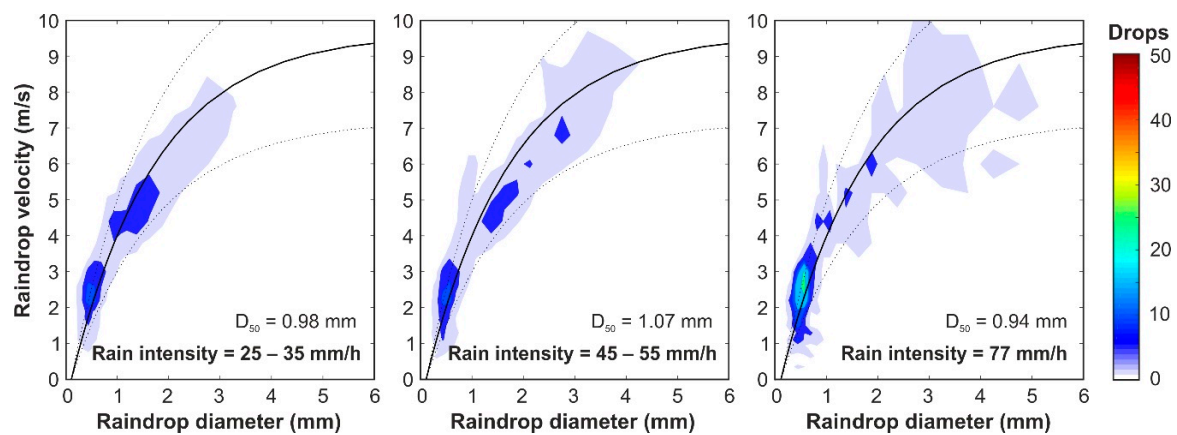 Drops
Raindrop velocity (m/s)
10
9
8
7
6
5
4
3
2
1
0
D50 = 0.98 mm
Rain intensity = 25 – 35 mm/h
0 1 2 3 4 5 6
Raindrop diameter (mm)
10
9
8
7
6
5
4
3
2
1
0
D50 = 1.07 mm
Rain intensity = 45 – 55 mm/h
0 1 2 3 4 5 6
Raindrop diameter (mm)
10
9
8
7
6
5
4
3
2
1
0
D50 = 0.94 mm
Rain intensity = 77 mm/h
0 1 2 3 4 5 6
Raindrop diameter (mm)
50
40
30
20
10
0